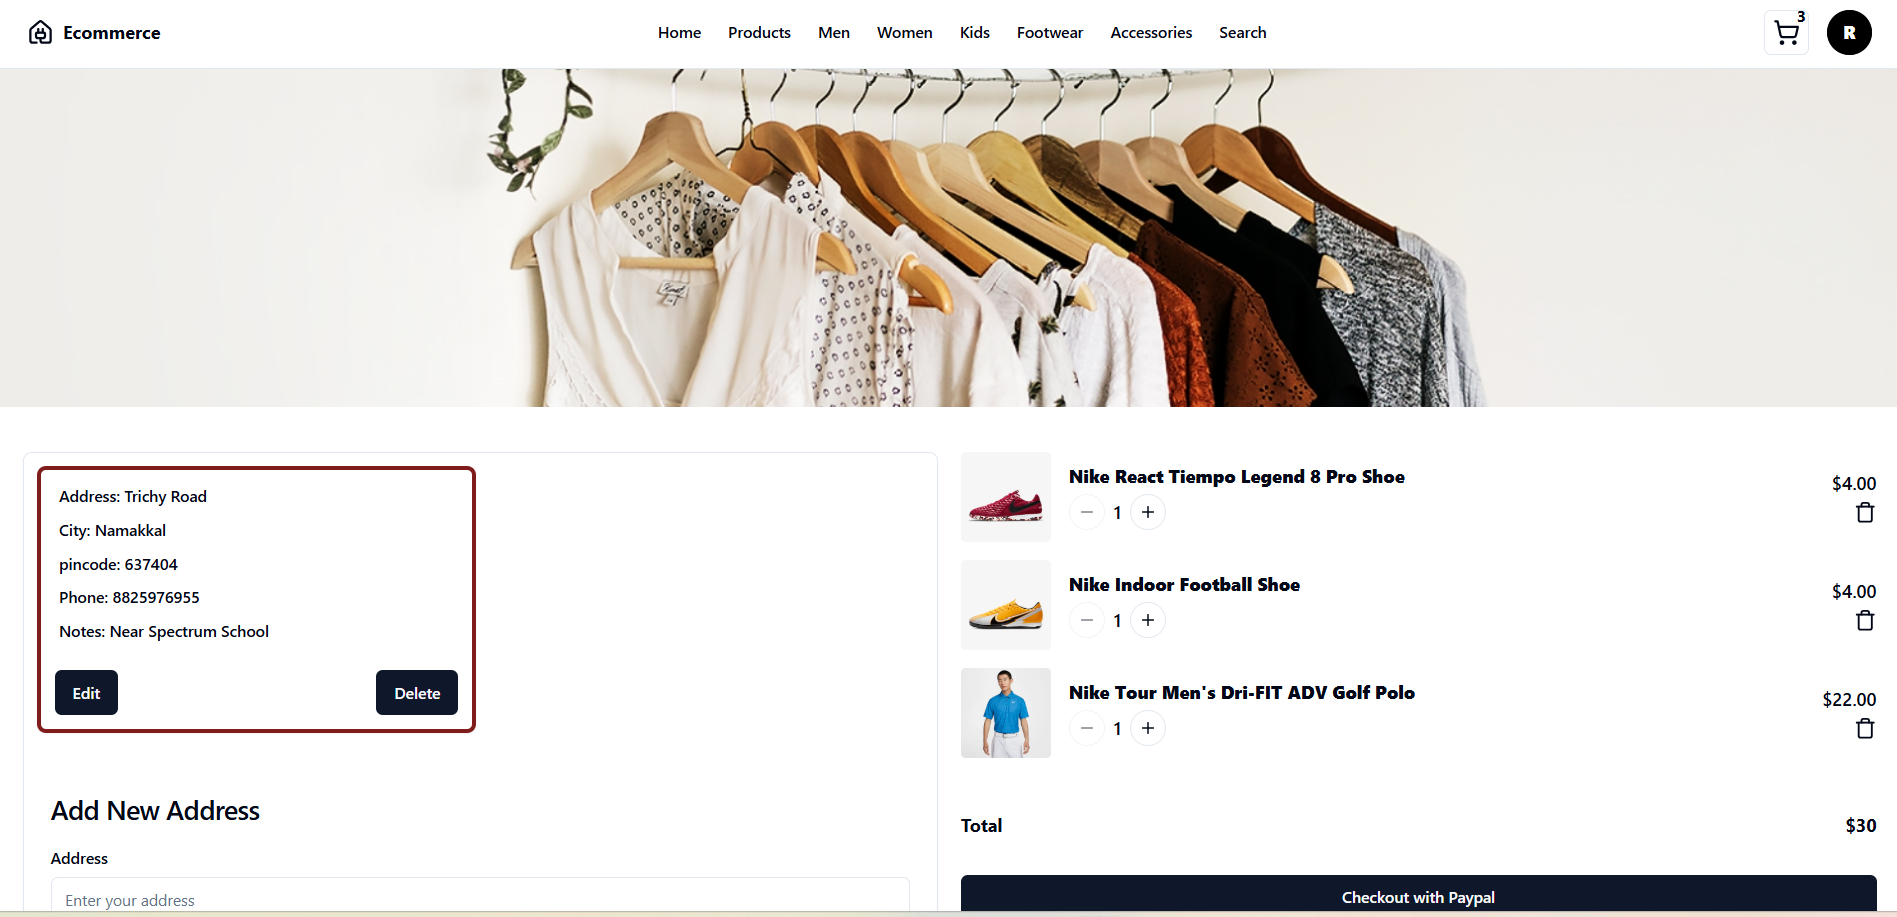 Ecommerce
Home Products Men Women Kids Footwear Accessories Search
3
R
Address: Trichy Road
City: Namakkal
pincode: 637404
Phone: 8825976955
Notes: Near Spectrum School
Edit
Delete
Add New Address
Address
Enter your address
Nike React Tiempo Legend 8 Pro Shoe
$4.00
1
Nike Indoor Football Shoe
$4.00
1
Nike Tour Men's Dri-FIT ADV Golf Polo
$22.00
1
Total
$30
Checkout with Paypal